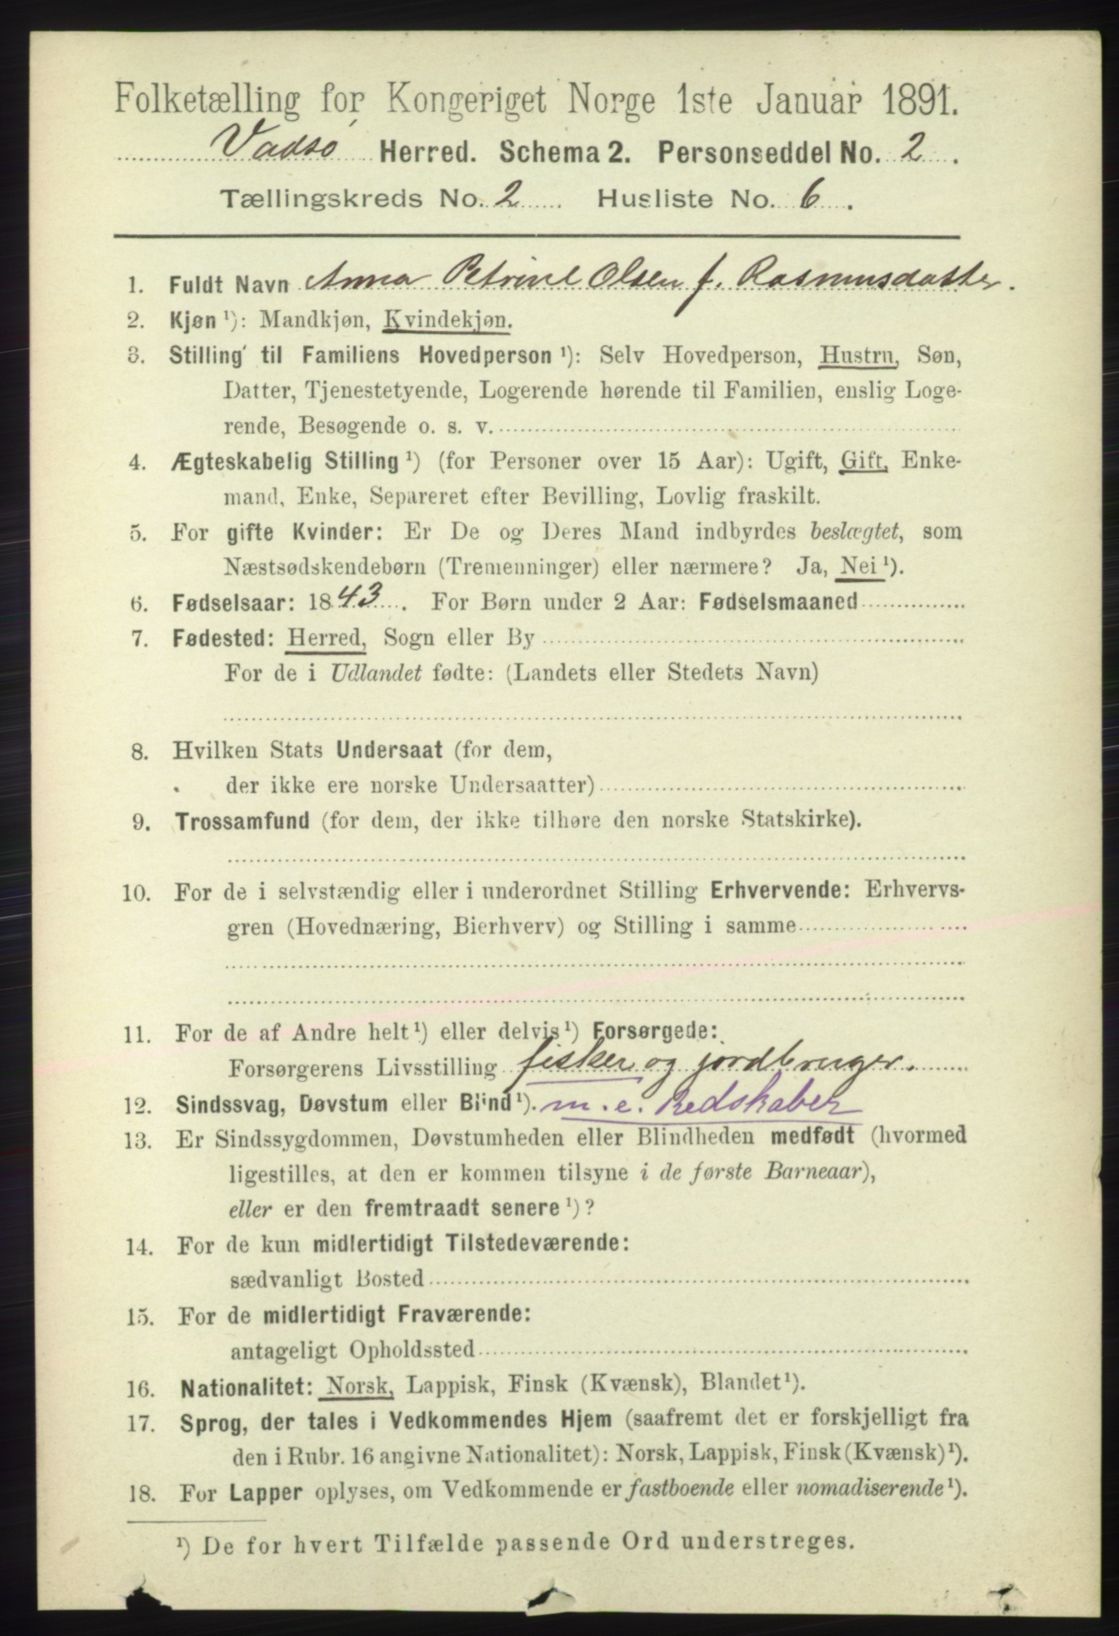 Folketælling for Kongeriget Norge 1ste Januar 1891.
Vadsø Herred. Schema 2. Personseddel No. 2.
Tællingskreds No. 2 Husliste No. 6.
1. Fuldt Navn Anna Petrine Olsen f. Rasmusdatter.
2. Kjøn ¹): Mandkjøn, Kvindekjøn.
3. Stilling til Familiens Hovedperson ¹): Selv Hovedperson, Hustru, Søn,
Datter, Tjenestetyende, Logerende hørende til Familien, enslig Loge-
rende, Besøgende o. s. v.
4. Ægteskabelig Stilling ¹) (for Personer over 15 Aar): Ugift, Gift, Enke-
mand, Enke, Separeret efter Bevilling, Lovlig fraskilt.
5. For gifte Kvinder: Er De og Deres Mand indbyrdes beslægtet, som
Næstsødskendebørn (Tremenninger) eller nærmere? Ja, Nei ¹).
6. Fødselsaar: 1843. For Børn under 2 Aar: Fødselsmaaned
7. Fødested: Herred, Sogn eller By
For de i Udlandet fødte: (Landets eller Stedets Navn)
8. Hvilken Stats Undersaat (for dem,
der ikke ere norske Undersaatter)
9. Trossamfund (for dem, der ikke tilhøre den norske Statskirke).
10. For de i selvstændig eller i underordnet Stilling Erhvervende: Erhvervs-
gren (Hovednæring, Bierhverv) og Stilling i samme
11. For de af Andre helt ¹) eller delvis ¹) Forsørgede:
Forsørgerens Livsstilling fisker og jordbruger.
12. Sindssvag, Døvstum eller Blind ¹). m. e. Redskaber
13. Er Sindssygdommen, Døvstumheden eller Blindheden medfødt (hvormed
ligestilles, at den er kommen tilsyne i de første Barneaar),
eller er den fremtraadt senere ¹)?
14. For de kun midlertidigt Tilstedeværende:
sædvanligt Bosted
15. For de midlertidigt Fraværende:
antageligt Opholdssted
16. Nationalitet: Norsk, Lappisk, Finsk (Kvænsk), Blandet ¹).
17. Sprog, der tales i Vedkommendes Hjem (saafremt det er forskjelligt fra
den i Rubr. 16 angivne Nationalitet): Norsk, Lappisk, Finsk (Kvænsk) ¹).
18. For Lapper oplyses, om Vedkommende er fastboende eller nomadiserende ¹).
¹) De for hvert Tilfælde passende Ord understreges.